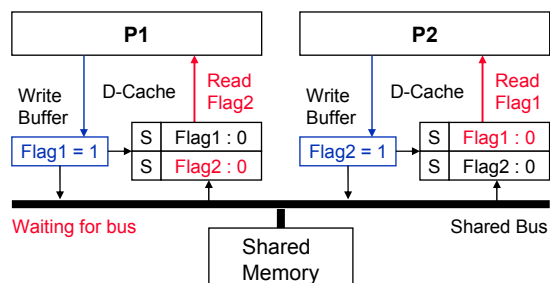 P1
P2
Write
Buffer
D-Cache
Read
Flag2
Write
Buffer
D-Cache
Read
Flag1
Flag1 = 1
S Flag1 : 0
S Flag2 : 0
Flag2 = 1
S Flag1 : 0
S Flag2 : 0
Waiting for bus
Shared Bus
Shared
Memory